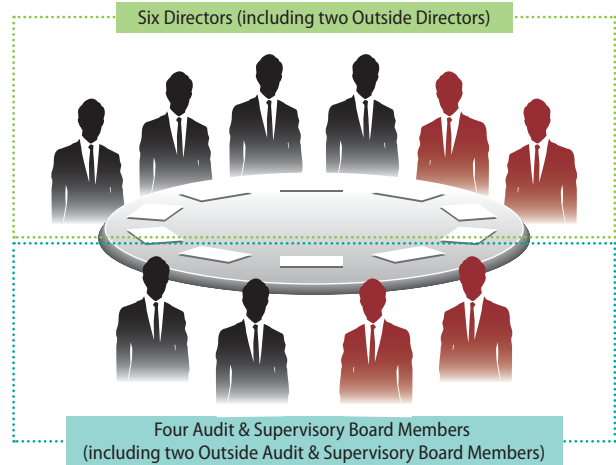 Six Directors (including two Outside Directors)
Four Audit & Supervisory Board Members
(including two Outside Audit & Supervisory Board Members)